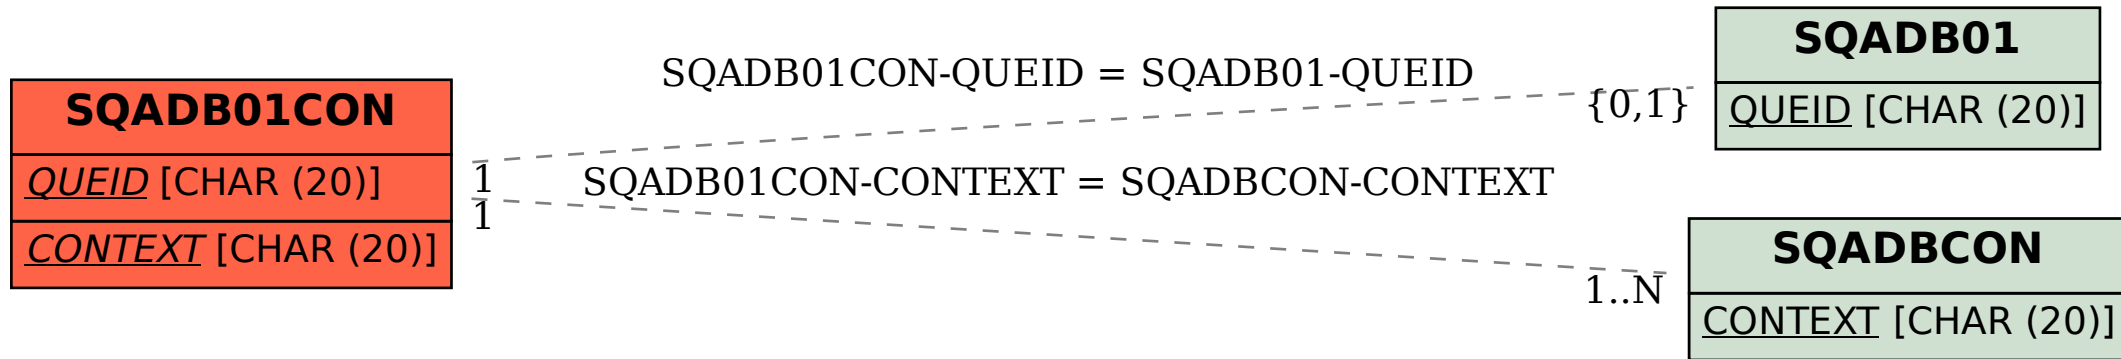 SQADB01CON
QUEID [CHAR (20)]
CONTEXT [CHAR (20)]
SQADB01CON-QUEID = SQADB01-QUEID
1
{0,1}
SQADB01CON-CONTEXT = SQADBCON-CONTEXT
1
1..N
SQADB01
QUEID [CHAR (20)]
SQADBCON
CONTEXT [CHAR (20)]